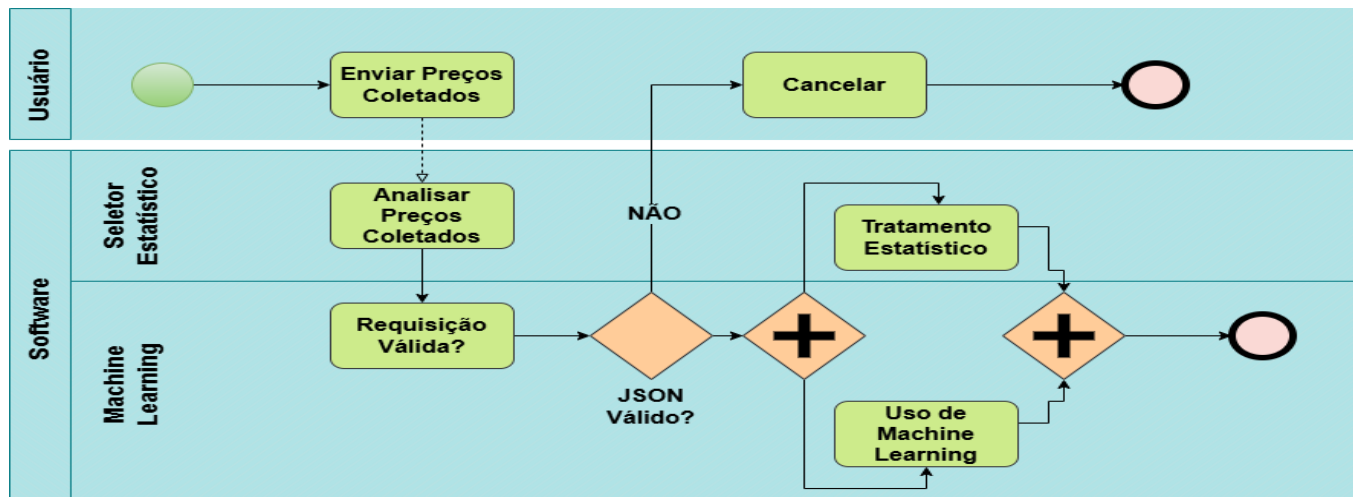 Usuário
Enviar Preços
Coletados
Cancelar
Software
Seletor
Estatístico
Analisar
Preços
Coletados
NÃO
Tratamento
Estatístico
Machine
Learning
Requisição
Válida?
JSON
Válido?
Uso de
Machine
Learning